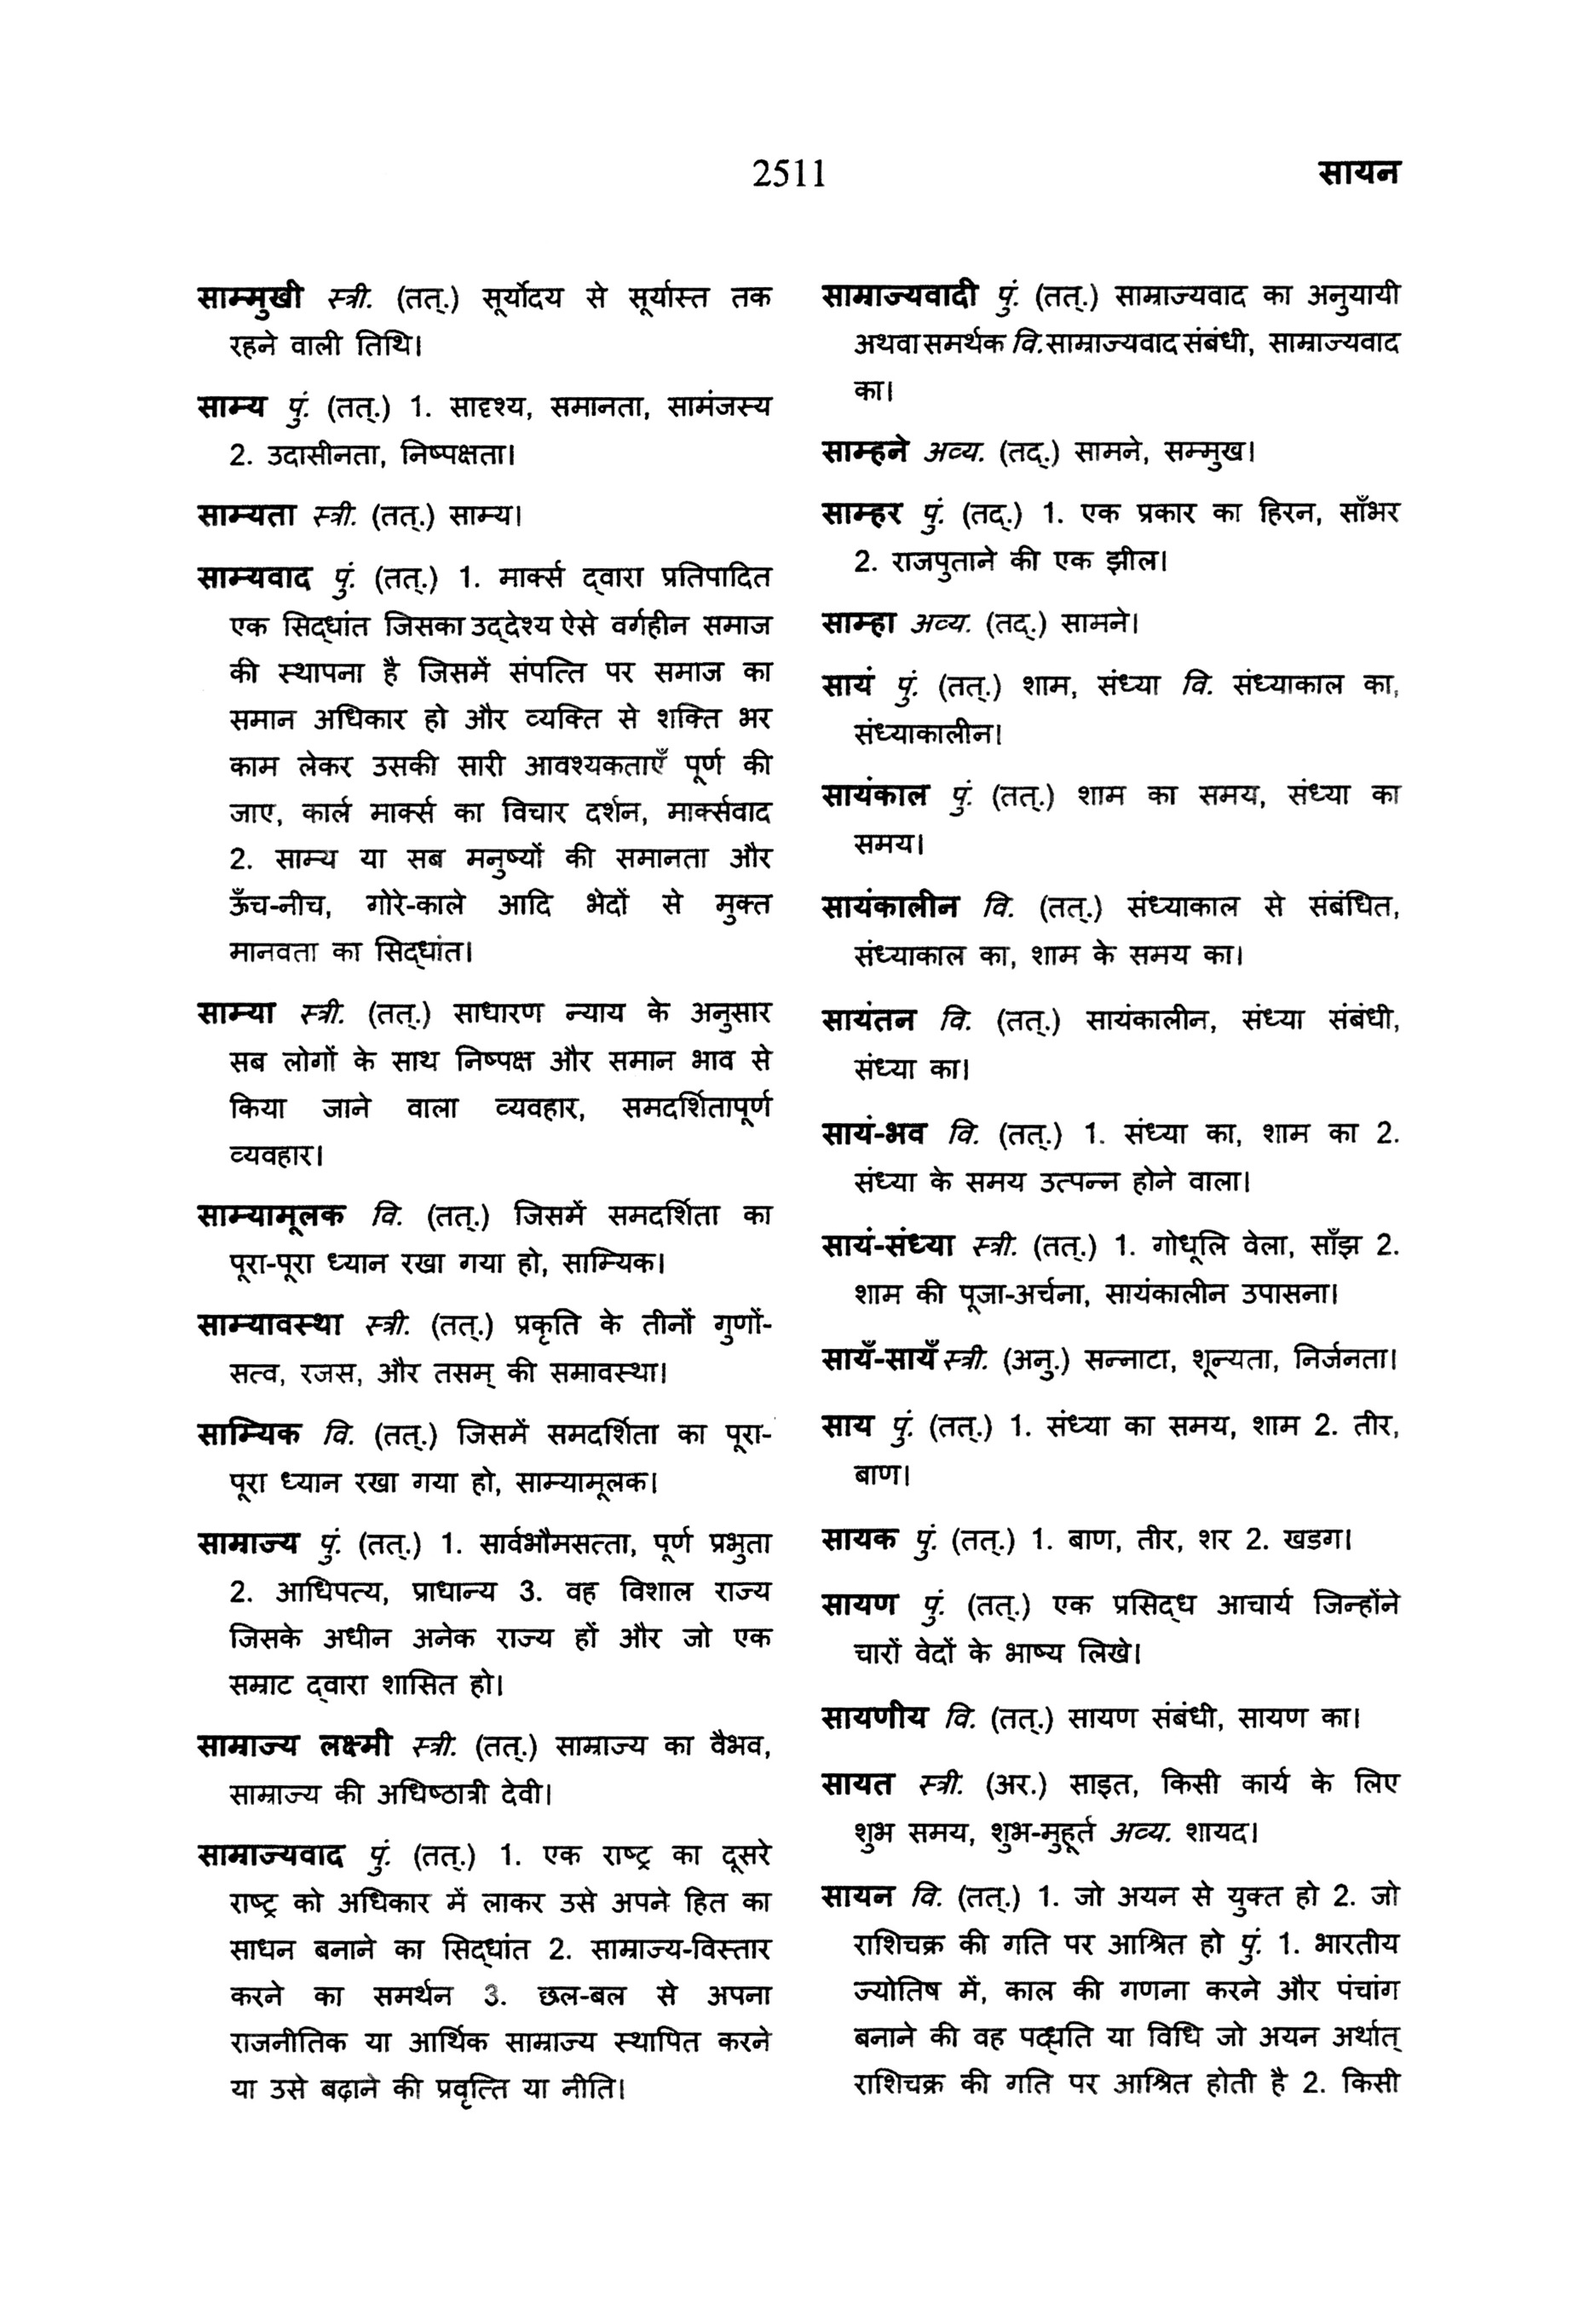 2511
सायन
साम्मुखी स्त्री. (तत्.) सूर्योदय से सूर्यास्त तक
रहने वाली तिथि।
साम्य पुं. (तत्.) 1. सादृश्य, समानता, सामंजस्य
2. उदासीनता, निष्पक्षता।
साम्यता स्त्री. (तत्.) साम्य।
साम्यवाद पुं. (तत्.) 1. मार्क्स द्वारा प्रतिपादित
एक सिद्धांत जिसका उद्देश्य ऐसे वर्गहीन समाज
की स्थापना है जिसमें संपत्ति पर समाज का
समान अधिकार हो और व्यक्ति से शक्ति भर
काम लेकर उसकी सारी आवश्यकताएँ पूर्ण की
जाए, कार्ल मार्क्स का विचार दर्शन, मार्क्सवाद
2. साम्य या सब मनुष्यों की समानता और
ऊँच-नीच, गोरे-काले आदि भेदों से मुक्त
मानवता का सिद्धांत।
साम्या स्त्री. (तत्.) साधारण न्याय के अनुसार
सब लोगों के साथ निष्पक्ष और समान भाव से
किया जाने वाला व्यवहार, समदर्शितापूर्ण
व्यवहार।
साम्यामूलक वि. (तत्.) जिसमें समदर्शिता का
पूरा-पूरा ध्यान रखा गया हो, साम्यिक।
साम्यावस्था स्त्री. (तत्.) प्रकृति के तीनों गुणों-
सत्व, रजस, और तसम् की समावस्था।
साम्यिक वि. (तत्.) जिसमें समदर्शिता का पूरा-
पूरा ध्यान रखा गया हो, साम्यामूलक।
साम्राज्य पुं. (तत्.) 1. सार्वभौमसत्ता, पूर्ण प्रभुता
2. आधिपत्य, प्राधान्य 3. वह विशाल राज्य
जिसके अधीन अनेक राज्य हों और जो एक
सम्राट द्वारा शासित हो।
साम्राज्य लक्ष्मी स्त्री. (तत्.) साम्राज्य का वैभव,
साम्राज्य की अधिष्ठात्री देवी।
साम्राज्यवाद पुं. (तत्.) 1. एक राष्ट्र का दूसरे
राष्ट्र को अधिकार में लाकर उसे अपने हित का
साधन बनाने का सिद्धांत 2. साम्राज्य-विस्तार
करने का समर्थन 3. छल-बल से अपना
राजनीतिक या आर्थिक साम्राज्य स्थापित करने
या उसे बढ़ाने की प्रवृत्ति या नीति।
साम्राज्यवादी पुं. (तत्.) साम्राज्यवाद का अनुयायी
अथवा समर्थक वि. साम्राज्यवाद संबंधी, साम्राज्यवाद
का।
साम्हने अव्य. (तद्.) सामने, सम्मुख।
साम्हर पुं. (तद्.) 1. एक प्रकार का हिरन, साँभर
2. राजपुताने की एक झील।
साम्हा अव्य. (तद्.) सामने।
सायं पुं. (तत्.) शाम, संध्या वि. संध्याकाल का,
संध्याकालीन।
सायंकाल पुं. (तत्.) शाम का समय, संध्या का
समय।
सायंकालीन वि. (तत्.) संध्याकाल से संबंधित,
संध्याकाल का, शाम के समय का।
सायंतन वि. (तत्.) सायंकालीन, संध्या संबंधी,
संध्या का।
सायं-भव वि. (तत्.) 1. संध्या का, शाम का 2.
संध्या के समय उत्पन्न होने वाला।
सायं-संध्या स्त्री. (तत्.) 1. गोधूलि वेला, साँझ 2.
शाम की पूजा-अर्चना, सायंकालीन उपासना।
सायँ-सायँ स्त्री. (अनु.) सन्नाटा, शून्यता, निर्जनता।
साय पुं. (तत्.) 1. संध्या का समय, शाम 2. तीर,
बाण।
सायक पुं. (तत्.) 1. बाण, तीर, शर 2. खडग।
सायण पुं. (तत्.) एक प्रसिद्ध आचार्य जिन्होंने
चारों वेदों के भाष्य लिखे।
सायणीय वि. (तत्.) सायण संबंधी, सायण का।
सायत स्त्री. (अर.) साइत, किसी कार्य के लिए
शुभ समय, शुभ-मुहूर्त अव्य. शायद।
सायन वि. (तत्.) 1. जो अयन से युक्त हो 2. जो
राशिचक्र की गति पर आश्रित हो पुं. 1. भारतीय
ज्योतिष में, काल की गणना करने और पंचांग
बनाने की वह पद्धति या विधि जो अयन अर्थात्
राशिचक्र की गति पर आश्रित होती है 2. किसी